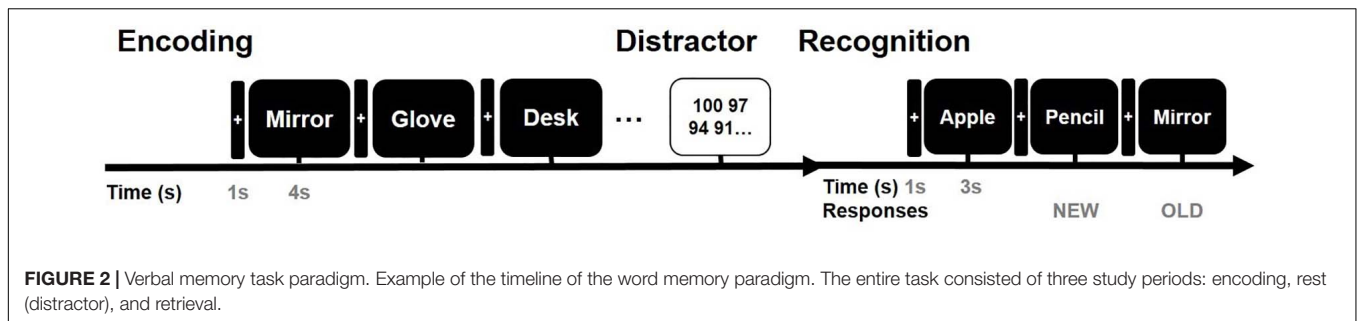 Encoding
Distractor
Recognition
+ Mirror + Glove + Desk ...
100 97
94 91...
+ Apple + Pencil + Mirror
Time (s) 1s 4s
Time (s) 1s 3s
Responses NEW OLD
FIGURE 2 | Verbal memory task paradigm. Example of the timeline of the word memory paradigm. The entire task consisted of three study periods: encoding, rest
(distractor), and retrieval.